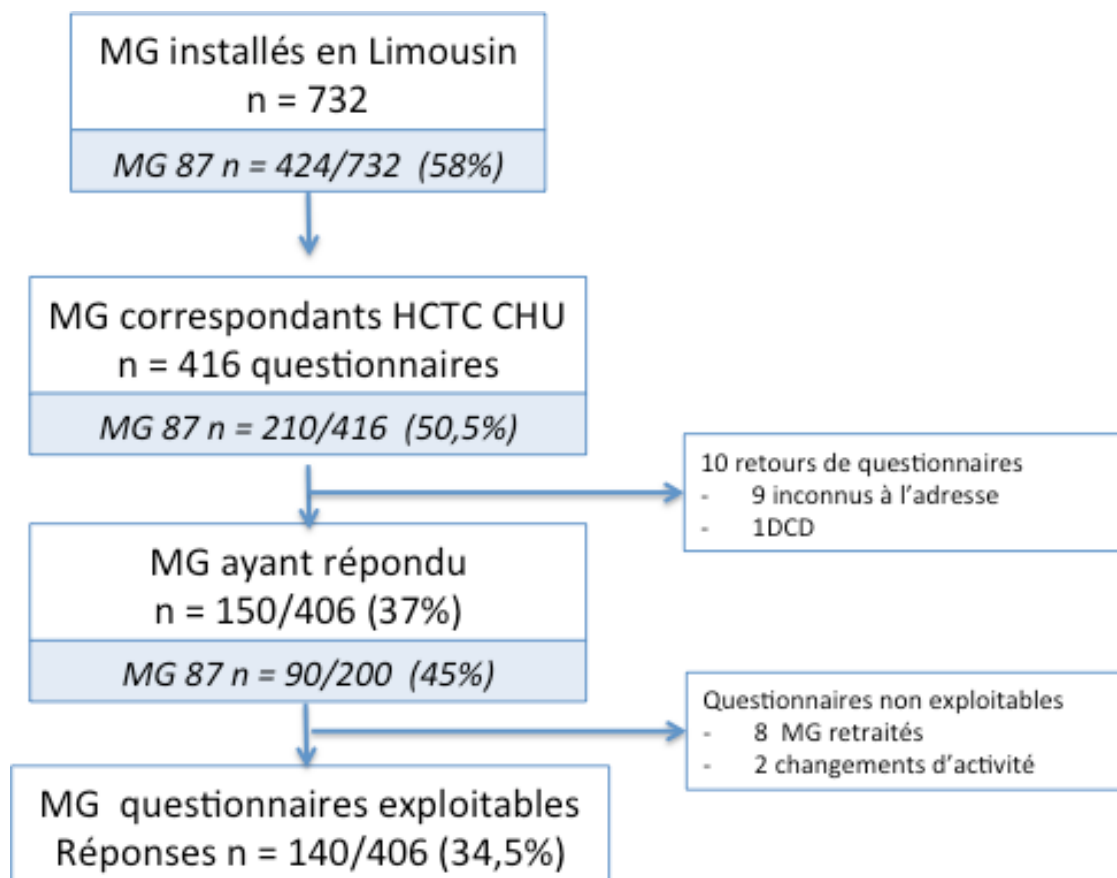 MG installés en Limousin
n = 732
MG 87 n = 424/732 (58%)
MG correspondants HCTC CHU
n = 416 questionnaires
MG 87 n = 210/416 (50,5%)
10 retours de questionnaires
- 9 inconnus à l’adresse
- 1DCD
MG ayant répondu
n = 150/406 (37%)
MG 87 n = 90/200 (45%)
Questionnaires non exploitables
- 8 MG retraités
- 2 changements d’activité
MG questionnaires exploitables
Réponses n = 140/406 (34,5%)